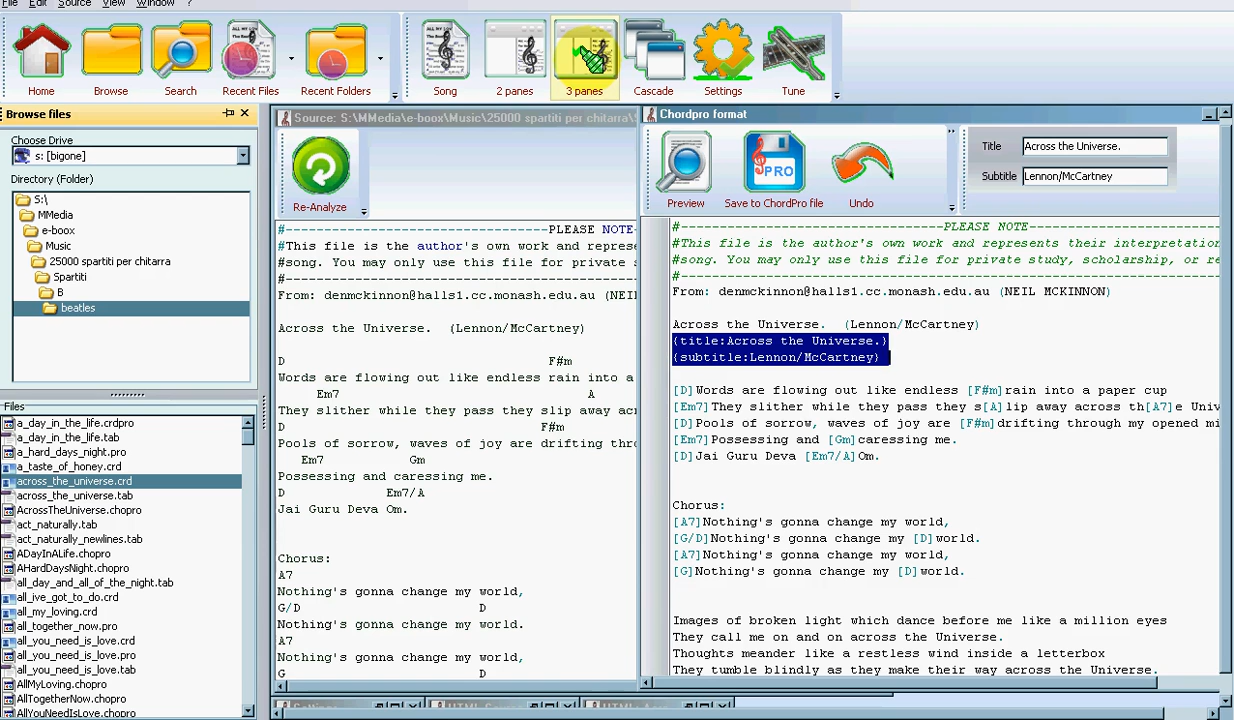 File Edit Source View Window ?
Home Browse Search Recent Files Recent Folders Song 2 panes 3 panes Cascade Settings Tune
Browse files
Choose Drive
s: [bigone]
Directory (Folder)
S:\
MMedia
e-boox
Music
25000 spartiti per chitarra
Spartiti
B
beatles
Files
a_day_in_the_life.crdpro
a_day_in_the_life.tab
a_hard_days_night.pro
a_taste_of_honey.crd
across_the_universe.crd
across_the_universe.tab
AcrossTheUniverse.chopro
act_naturally.tab
act_naturally_newlines.tab
ADayInALife.chopro
AHardDaysNight.chopro
all_day_and_all_of_the_night.tab
all_ive_got_to_do.crd
all_my_loving.crd
all_together_now.pro
all_you_need_is_love.crd
all_you_need_is_love.pro
all_you_need_is_love.tab
AllMyLoving.chopro
AllTogetherNow.chopro
AllYouNeedIsLove.chopro
Source: S:\MMedia\e-boox\Music\25000 spartiti per chitarra\
Re-Analyze
#----------------------------------PLEASE NOTE-
#This file is the author's own work and represe
#song. You may only use this file for private s
#----------------------------------------------
From: denmckinnon@halls1.cc.monash.edu.au (NEI
Across the Universe.  (Lennon/McCartney)
D                                 F#m
Words are flowing out like endless rain into a
Em7                                   A
They slither while they pass they slip away acr
D                                F#m
Pools of sorrow, waves of joy are drifting thro
Em7            Gm
Possessing and caressing me.
D             Em7/A
Jai Guru Deva Om.
Chorus:
A7
Nothing's gonna change my world,
G/D                       D
Nothing's gonna change my world.
A7
Nothing's gonna change my world,
G                         D
Chordpro format
Preview Save to ChordPro file Undo
Title Across the Universe.
Subtitle Lennon/McCartney
#----------------------------------PLEASE NOTE----------------------------
#This file is the author's own work and represents their interpretation
#song. You may only use this file for private study, scholarship, or re
#-------------------------------------------------------------------------
From: denmckinnon@halls1.cc.monash.edu.au (NEIL MCKINNON)
Across the Universe.  (Lennon/McCartney)
{title:Across the Universe.}
{subtitle:Lennon/McCartney}
[D]Words are flowing out like endless [F#m]rain into a paper cup
[Em7]They slither while they pass they s[A]lip away across th[A7]e Univ
[D]Pools of sorrow, waves of joy are [F#m]drifting through my opened mi
[Em7]Possessing and [Gm]caressing me.
[D]Jai Guru Deva [Em7/A]Om.
Chorus:
[A7]Nothing's gonna change my world,
[G/D]Nothing's gonna change my [D]world.
[A7]Nothing's gonna change my world,
[G]Nothing's gonna change my [D]world.
Images of broken light which dance before me like a million eyes
They call me on and on across the Universe.
Thoughts meander like a restless wind inside a letterbox
They tumble blindly as they make their way across the Universe.